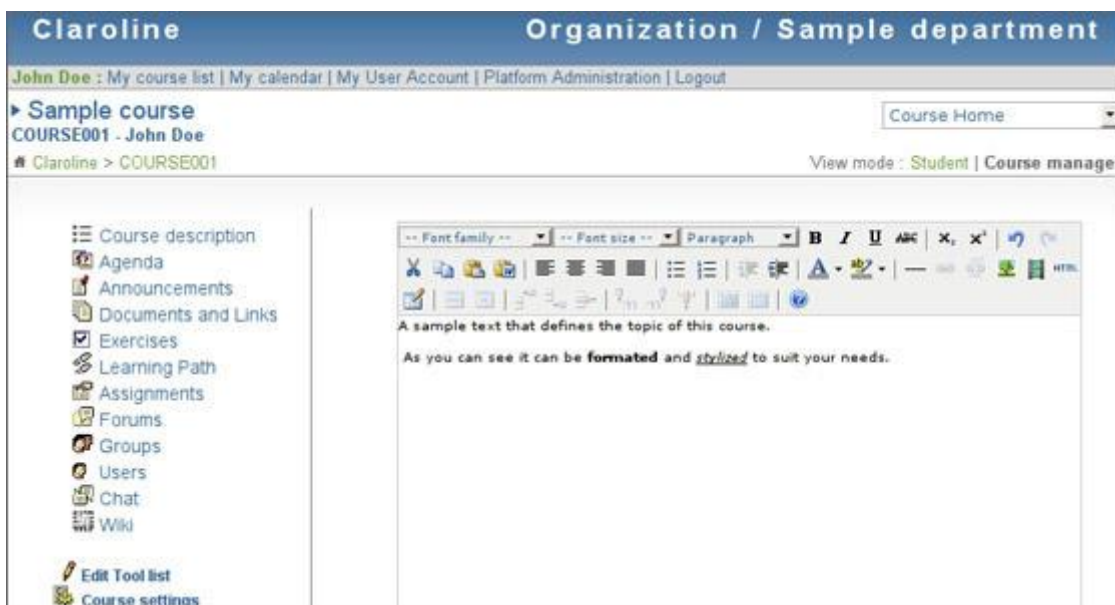 Claroline Organization / Sample department
John Doe : My course list | My calendar | My User Account | Platform Administration | Logout
Sample course
COURSE001 - John Doe
Course Home
Claroline > COURSE001
View mode : Student | Course manage
Course description
Agenda
Announcements
Documents and Links
Exercises
Learning Path
Assignments
Forums
Groups
Users
Chat
Wiki
Edit Tool list
Course settings
-- Font family -- -- Font size -- Paragraph B I U ABC x, x²
HTML
A sample text that defines the topic of this course.
As you can see it can be formated and stylized to suit your needs.